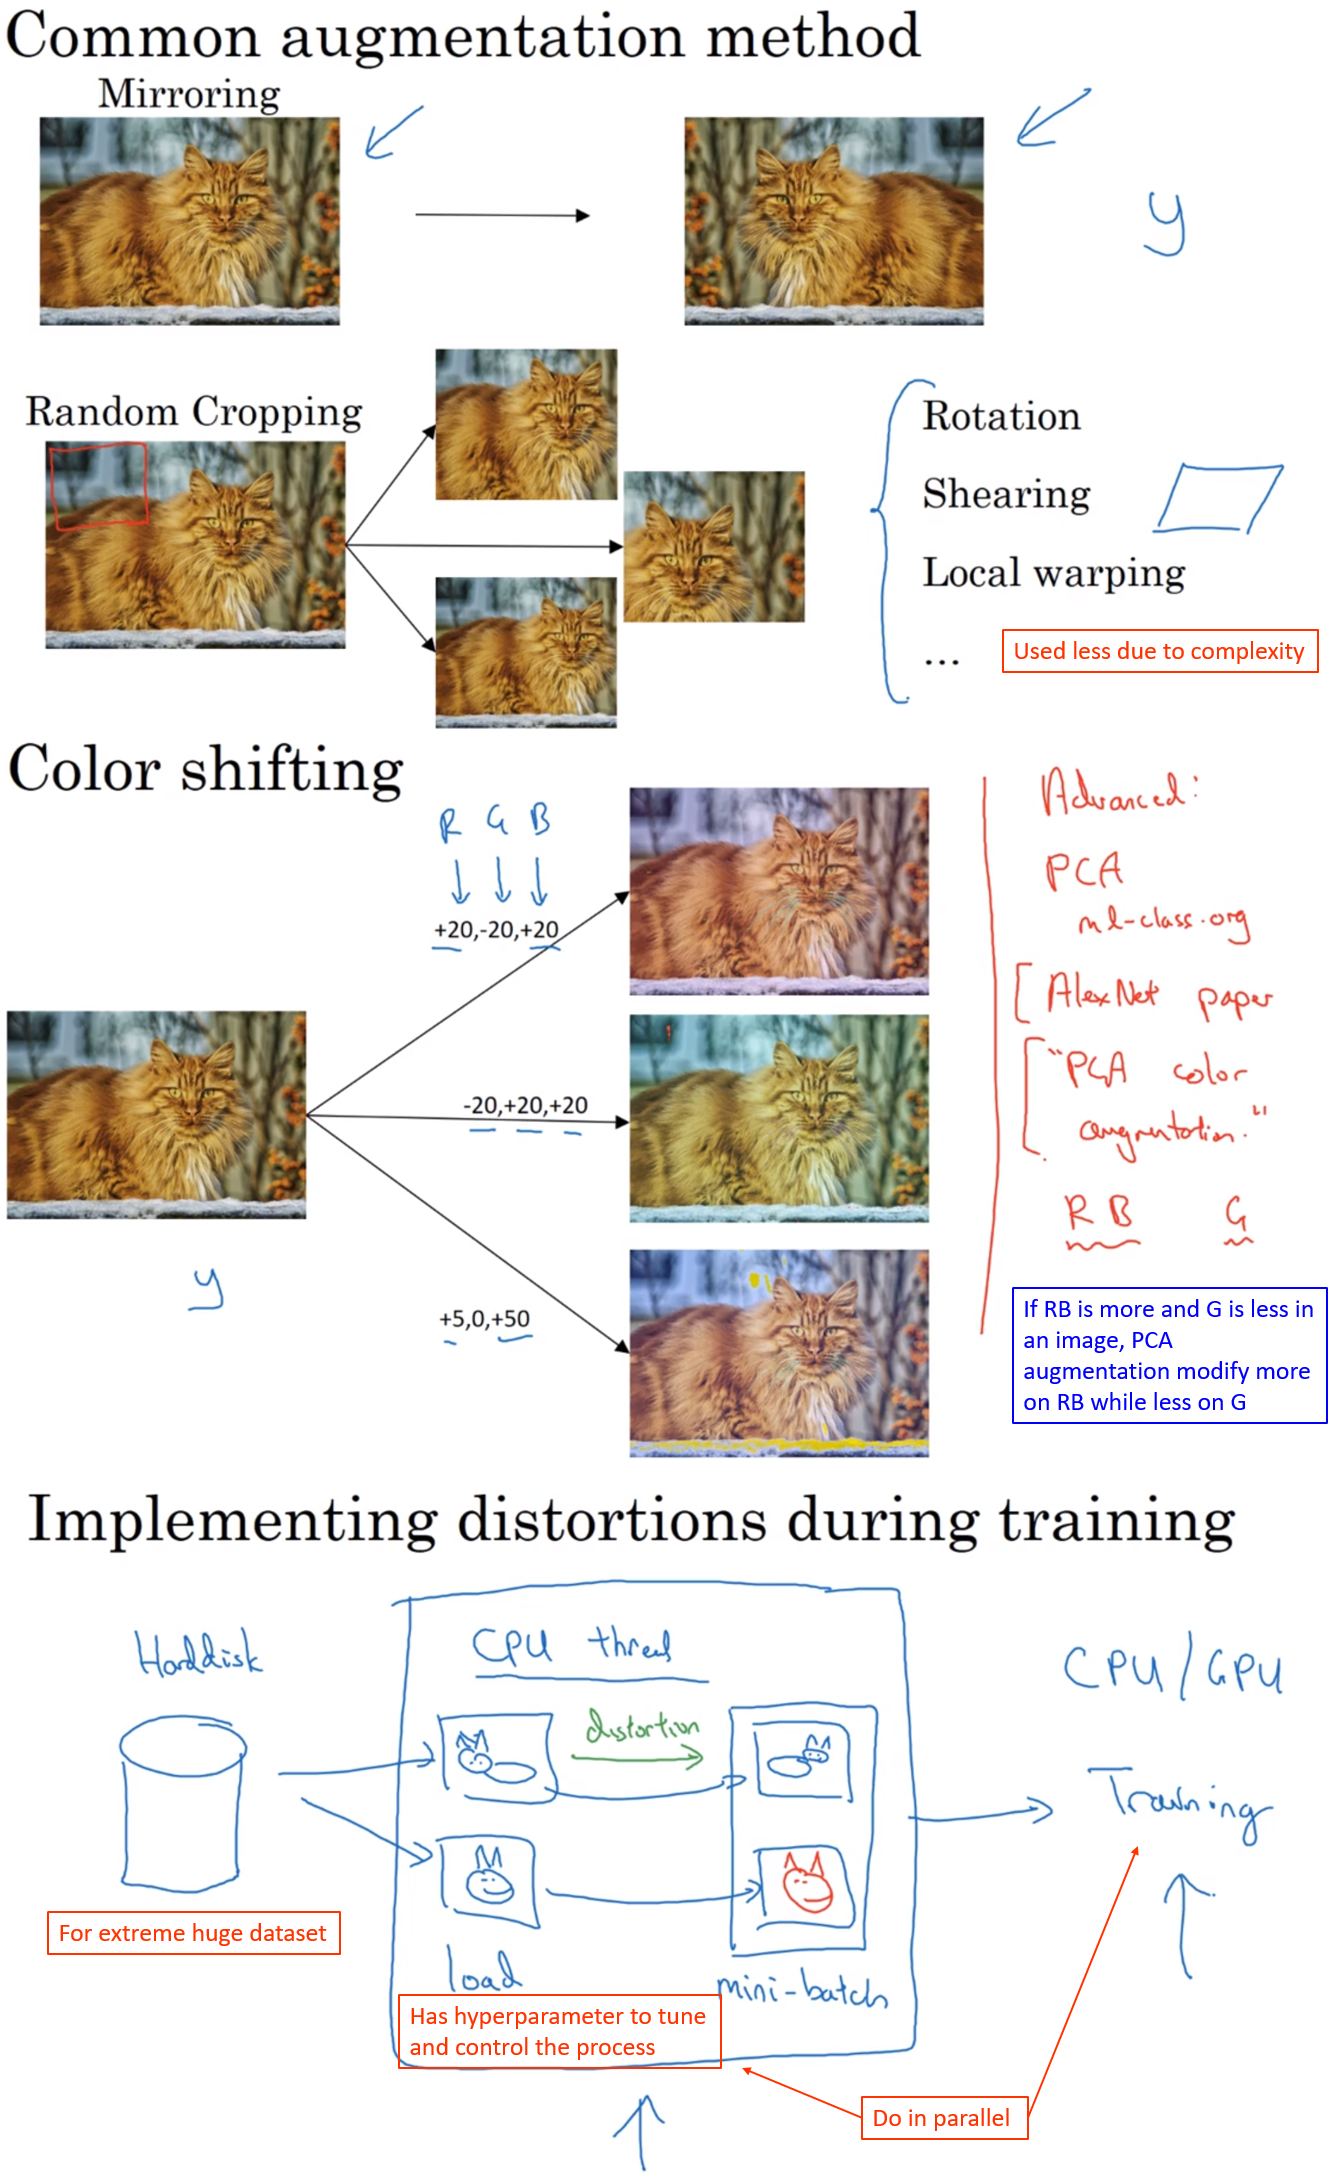 Common augmentation method
Mirroring
y
Random Cropping
Rotation
Shearing
Local warping
...
Used less due to complexity
Color shifting
R G B
+20,-20,+20
-20,+20,+20
+5,0,+50
y
Advanced:
PCA
ml-class.org
[AlexNet paper
["PCA color
augmentation."
R B G
If RB is more and G is less in
an image, PCA
augmentation modify more
on RB while less on G
Implementing distortions during training
Harddisk
CPU thread
CPU/GPU
distortion
Training
For extreme huge dataset
load
mini-batch
Has hyperparameter to tune
and control the process
Do in parallel